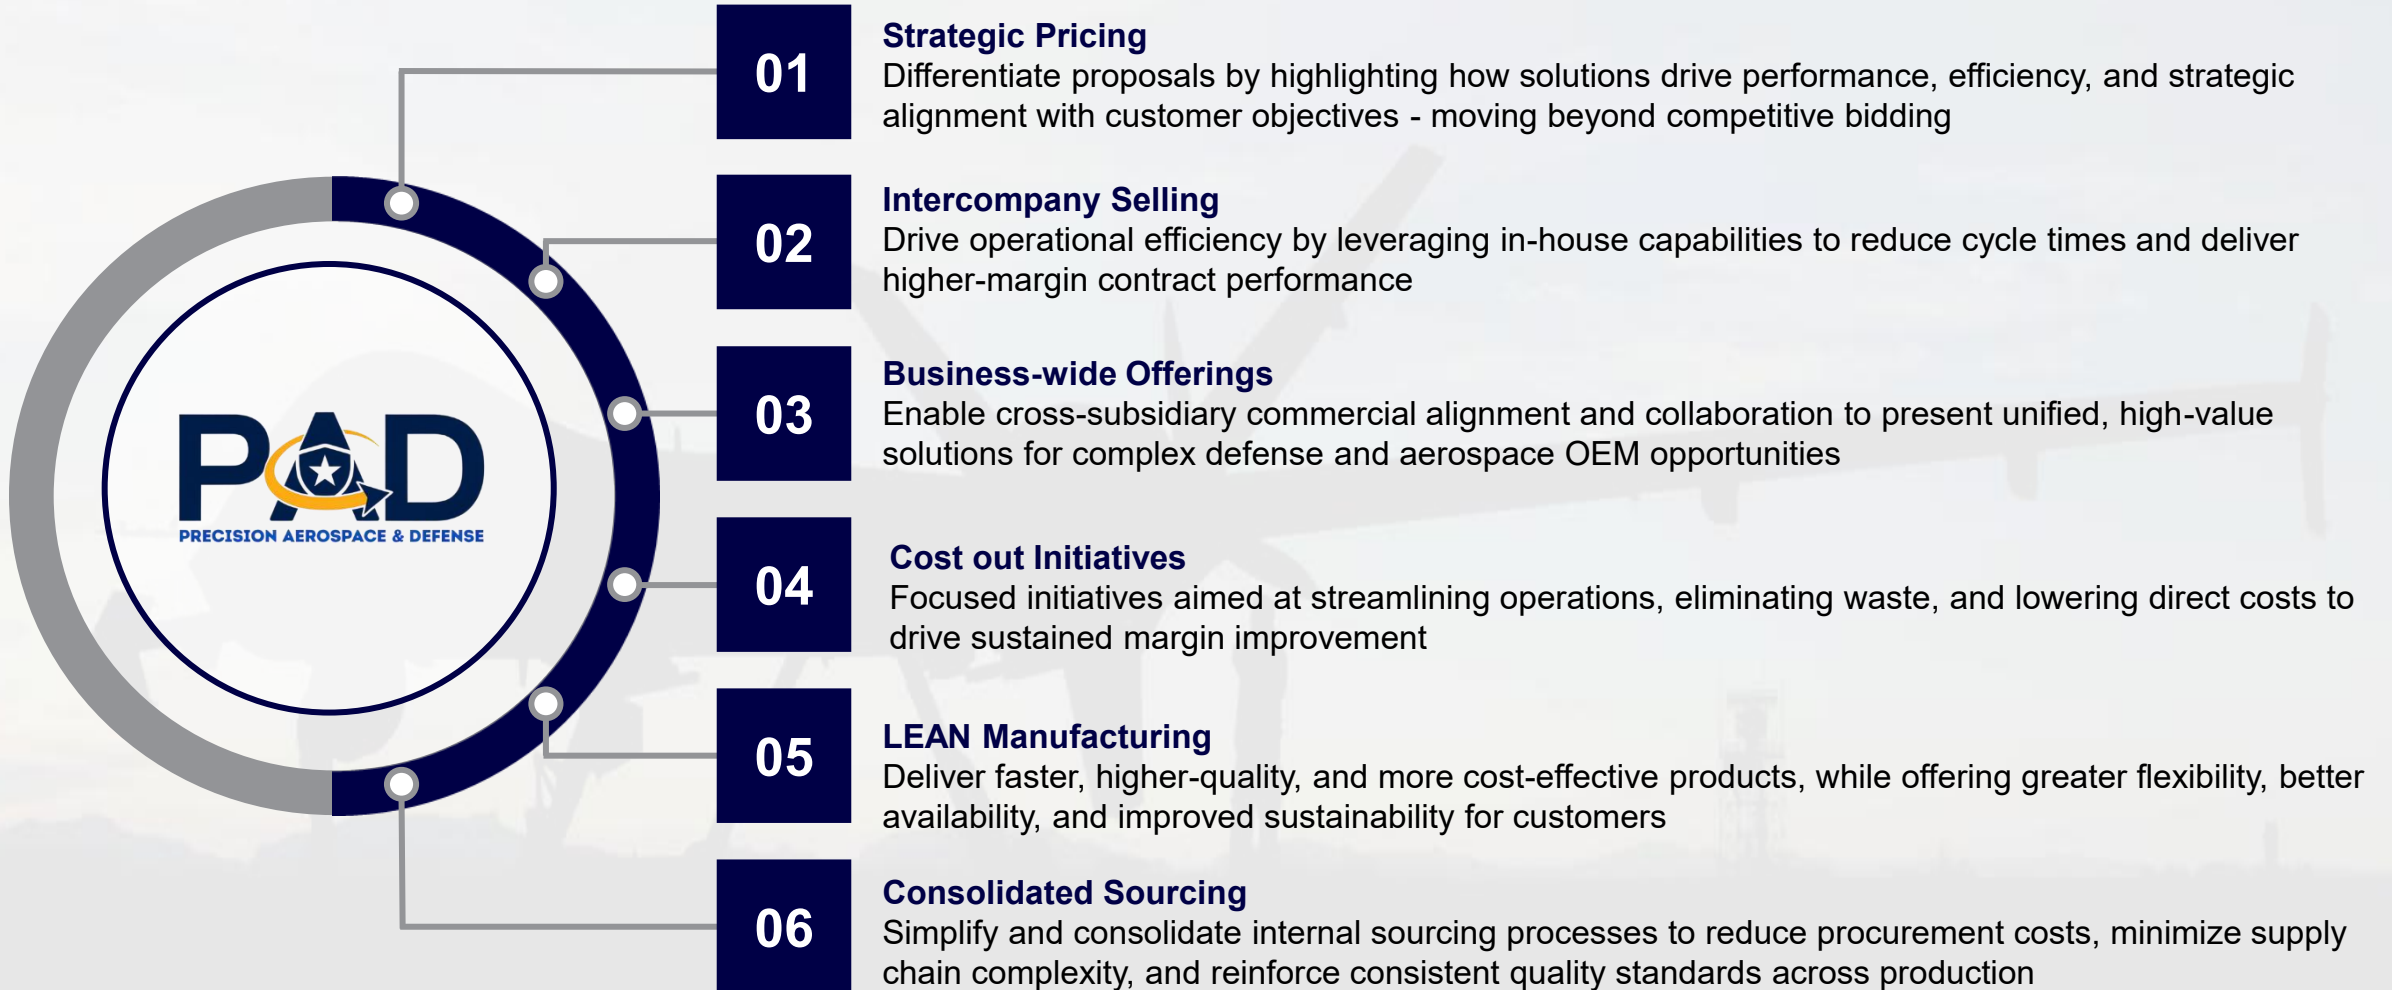 01
Strategic Pricing
Differentiate proposals by highlighting how solutions drive performance, efficiency, and strategic
alignment with customer objectives - moving beyond competitive bidding
02
Intercompany Selling
Drive operational efficiency by leveraging in-house capabilities to reduce cycle times and deliver
higher-margin contract performance
03
Business-wide Offerings
Enable cross-subsidiary commercial alignment and collaboration to present unified, high-value
solutions for complex defense and aerospace OEM opportunities
PAD
PRECISION AEROSPACE & DEFENSE
04
Cost out Initiatives
Focused initiatives aimed at streamlining operations, eliminating waste, and lowering direct costs to
drive sustained margin improvement
05
LEAN Manufacturing
Deliver faster, higher-quality, and more cost-effective products, while offering greater flexibility, better
availability, and improved sustainability for customers
06
Consolidated Sourcing
Simplify and consolidate internal sourcing processes to reduce procurement costs, minimize supply
chain complexity, and reinforce consistent quality standards across production